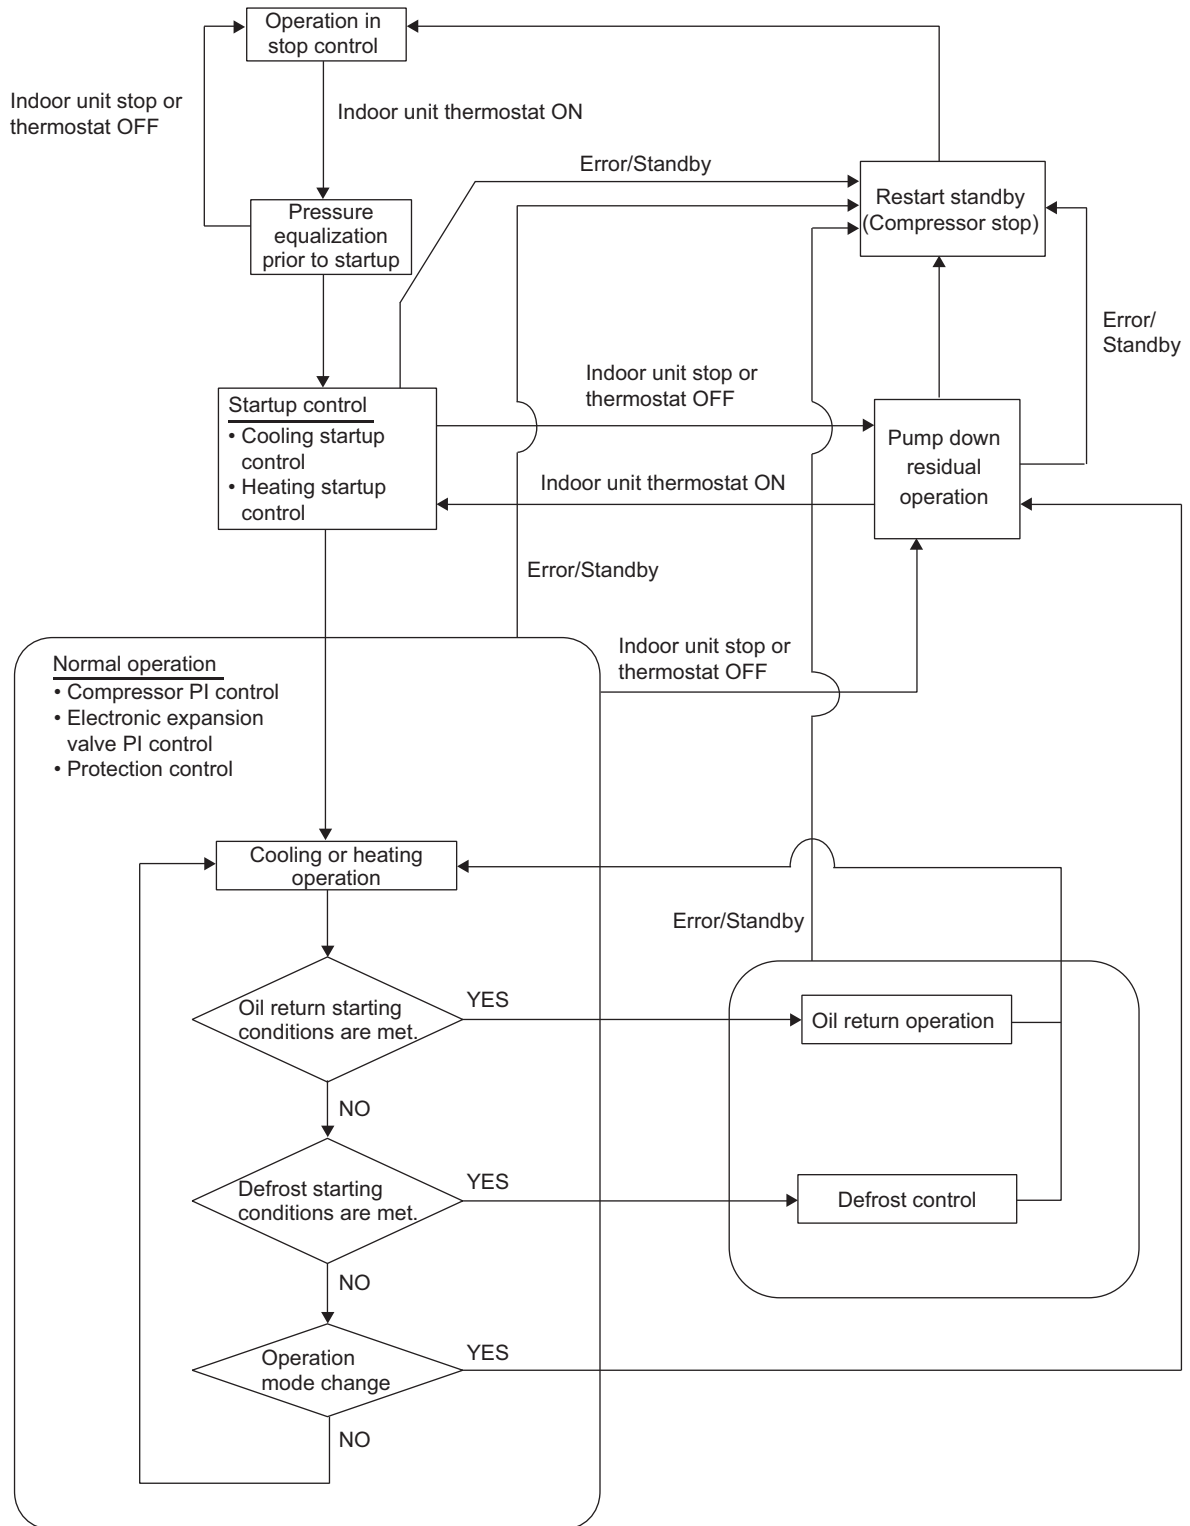 Operation in
stop control
Indoor unit stop or
thermostat OFF
Indoor unit thermostat ON
Error/Standby
Restart standby
(Compressor stop)
Pressure
equalization
prior to startup
Error/
Standby
Indoor unit stop or
thermostat OFF
Startup control
• Cooling startup
control
• Heating startup
control
Pump down
residual
operation
Indoor unit thermostat ON
Error/Standby
Indoor unit stop or
thermostat OFF
Normal operation
• Compressor PI control
• Electronic expansion
valve PI control
• Protection control
Cooling or heating
operation
Error/Standby
Oil return starting
conditions are met.
YES
Oil return operation
NO
Defrost starting
conditions are met.
YES
Defrost control
NO
Operation
mode change
YES
NO